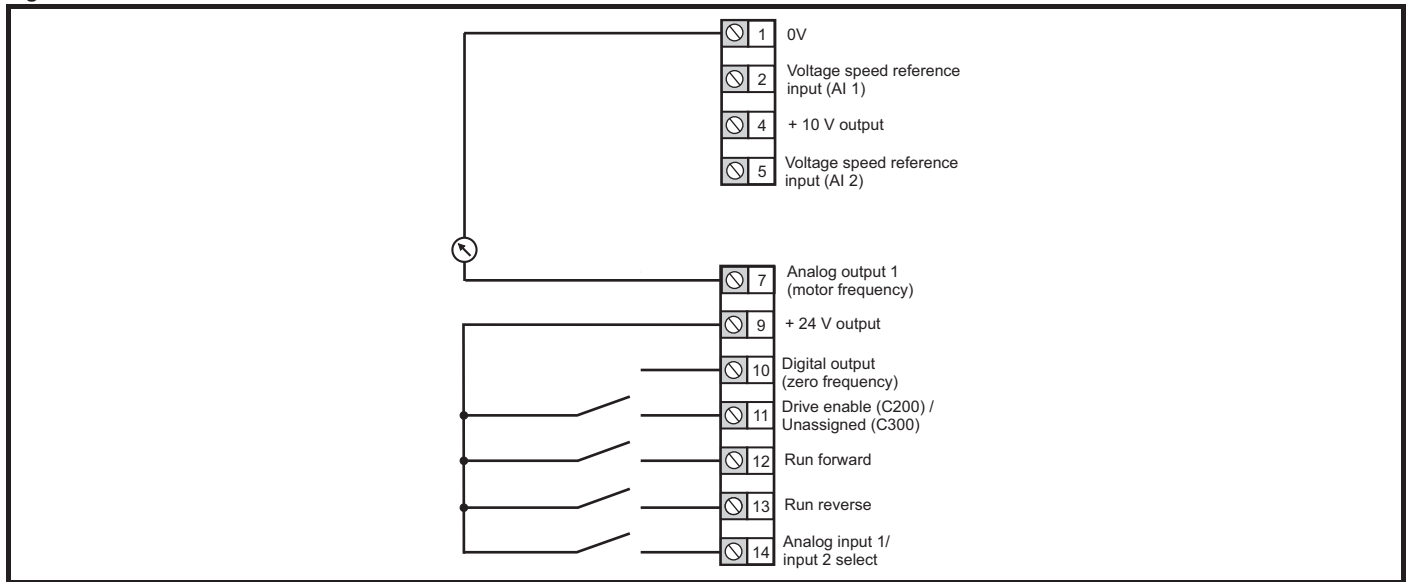 1 0V
2 Voltage speed reference
input (AI 1)
4 + 10 V output
5 Voltage speed reference
input (AI 2)
7 Analog output 1
(motor frequency)
9 + 24 V output
10 Digital output
(zero frequency)
11 Drive enable (C200) /
Unassigned (C300)
12 Run forward
13 Run reverse
14 Analog input 1/
input 2 select